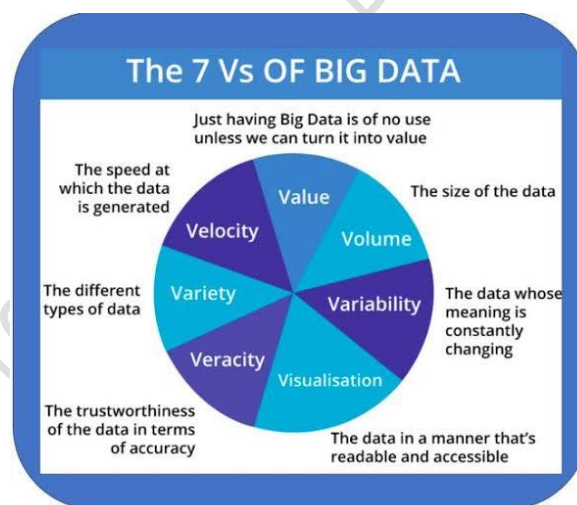 The 7 Vs OF BIG DATA
Just having Big Data is of no use
unless we can turn it into value
Value
The size of the data
Volume
The data whose
meaning is
constantly
changing
Variability
The data in a manner that's
readable and accessible
Visualisation
The trustworthiness
of the data in terms
of accuracy
Veracity
The different
types of data
Variety
The speed at
which the data
is generated
Velocity